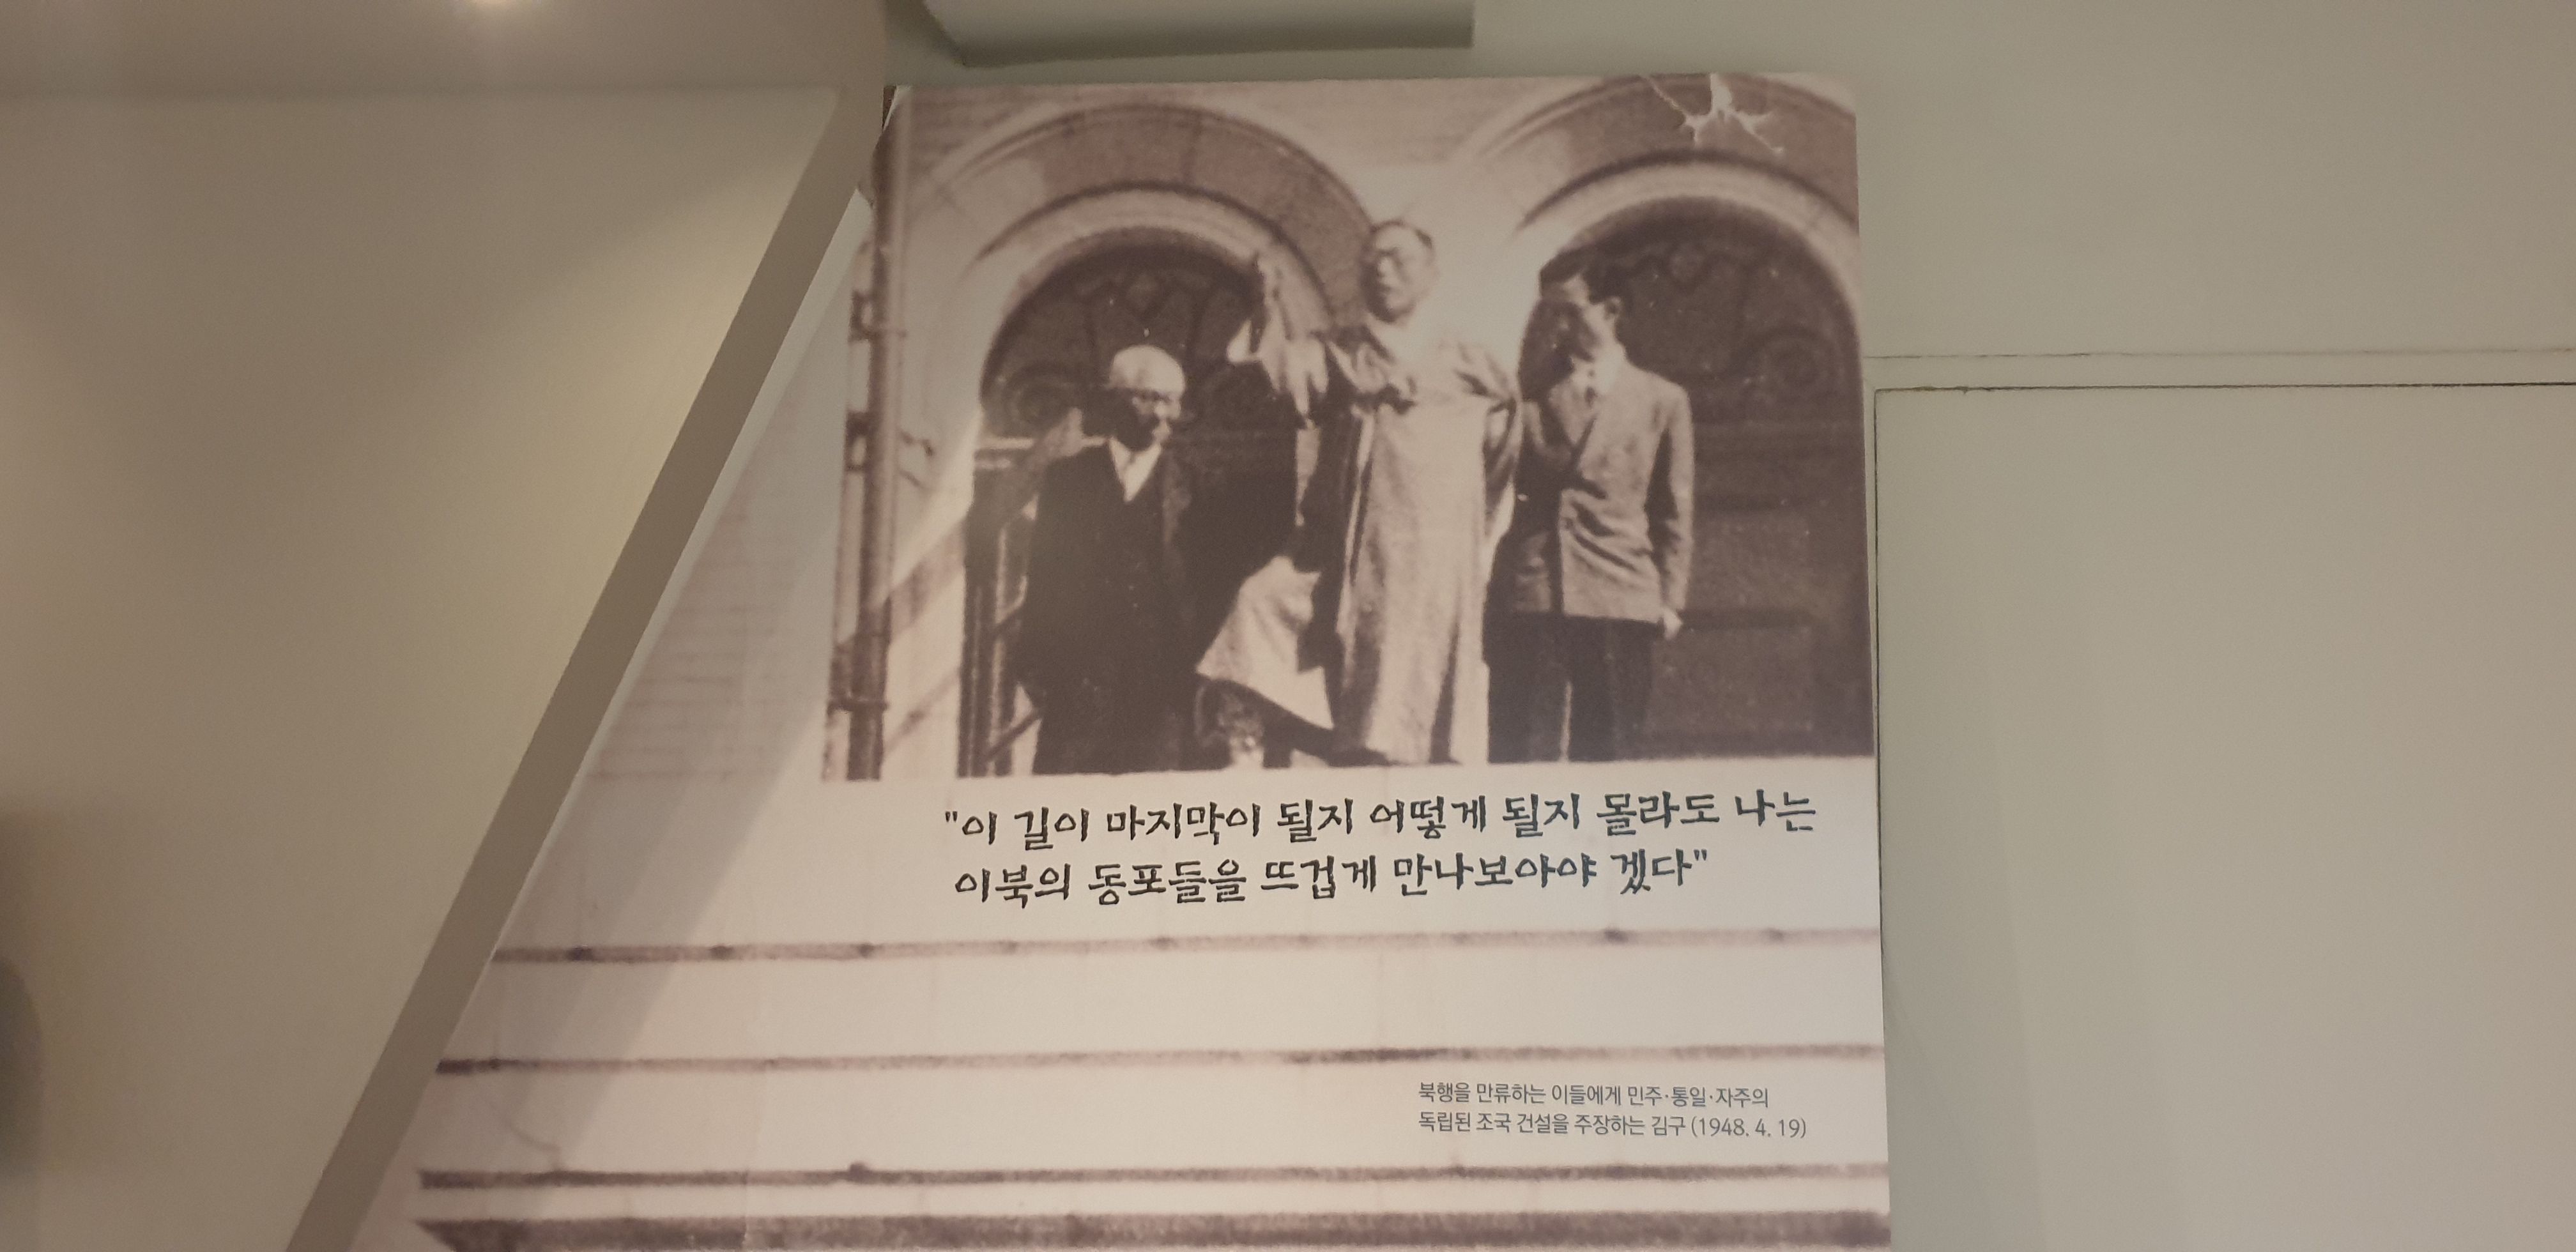 "이 길이 마지막이 될지 어떻게 될지 몰라도 나는
이북의 동포들을 뜨겁게 만나보아야 겠다"
북행을 만류하는 이들에게 민주·통일·자주의
독립된 조국 건설을 주장하는 김구 (1948. 4. 19)